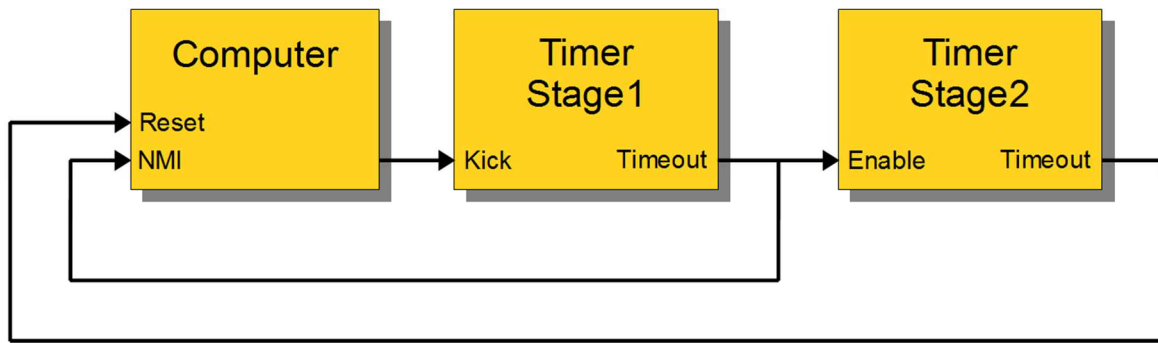 Computer
Reset
NMI
Timer
Stage1
Kick
Timeout
Timer
Stage2
Enable
Timeout